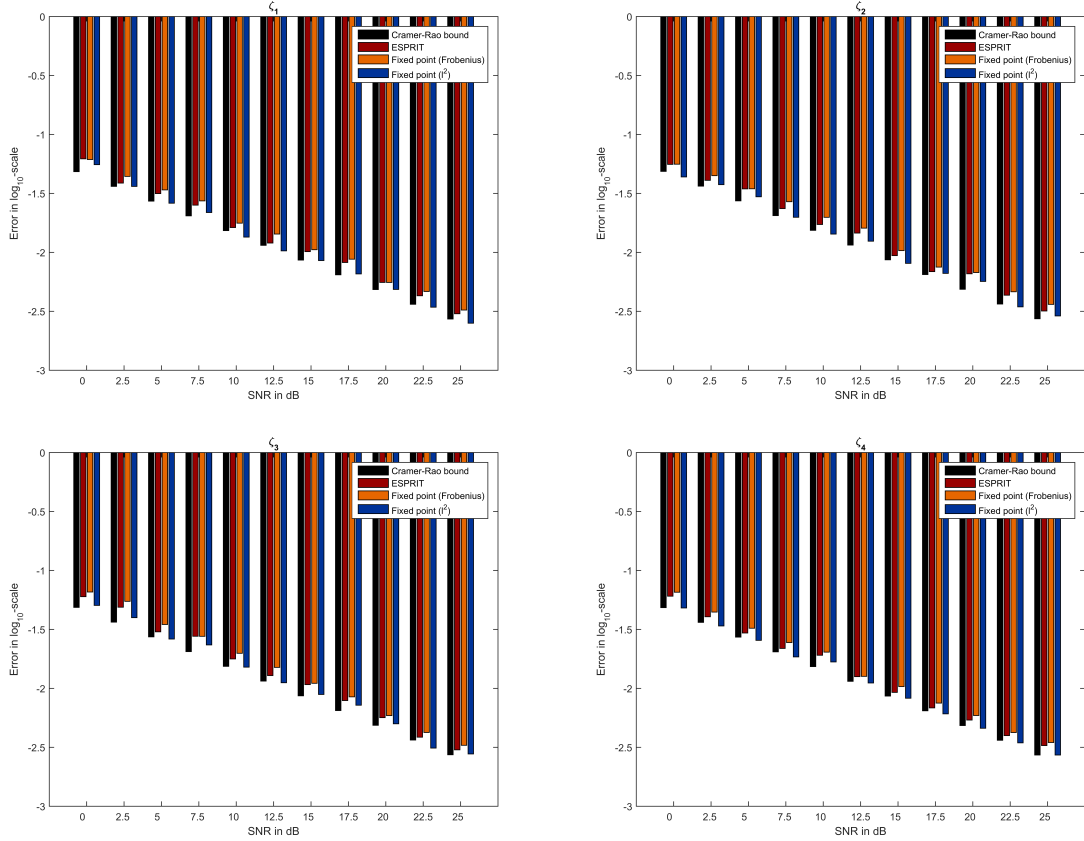 ζ1
0
-0.5
-1
-1.5
-2
-2.5
-3
Error in log10-scale
Cramer-Rao bound
ESPRIT
Fixed point (Frobenius)
Fixed point (l²)
0 2.5 5 7.5 10 12.5 15 17.5 20 22.5 25
SNR in dB
ζ2
0
-0.5
-1
-1.5
-2
-2.5
-3
Error in log10-scale
Cramer-Rao bound
ESPRIT
Fixed point (Frobenius)
Fixed point (l²)
0 2.5 5 7.5 10 12.5 15 17.5 20 22.5 25
SNR in dB
ζ3
0
-0.5
-1
-1.5
-2
-2.5
-3
Error in log10-scale
Cramer-Rao bound
ESPRIT
Fixed point (Frobenius)
Fixed point (l²)
0 2.5 5 7.5 10 12.5 15 17.5 20 22.5 25
SNR in dB
ζ4
0
-0.5
-1
-1.5
-2
-2.5
-3
Error in log10-scale
Cramer-Rao bound
ESPRIT
Fixed point (Frobenius)
Fixed point (l²)
0 2.5 5 7.5 10 12.5 15 17.5 20 22.5 25
SNR in dB